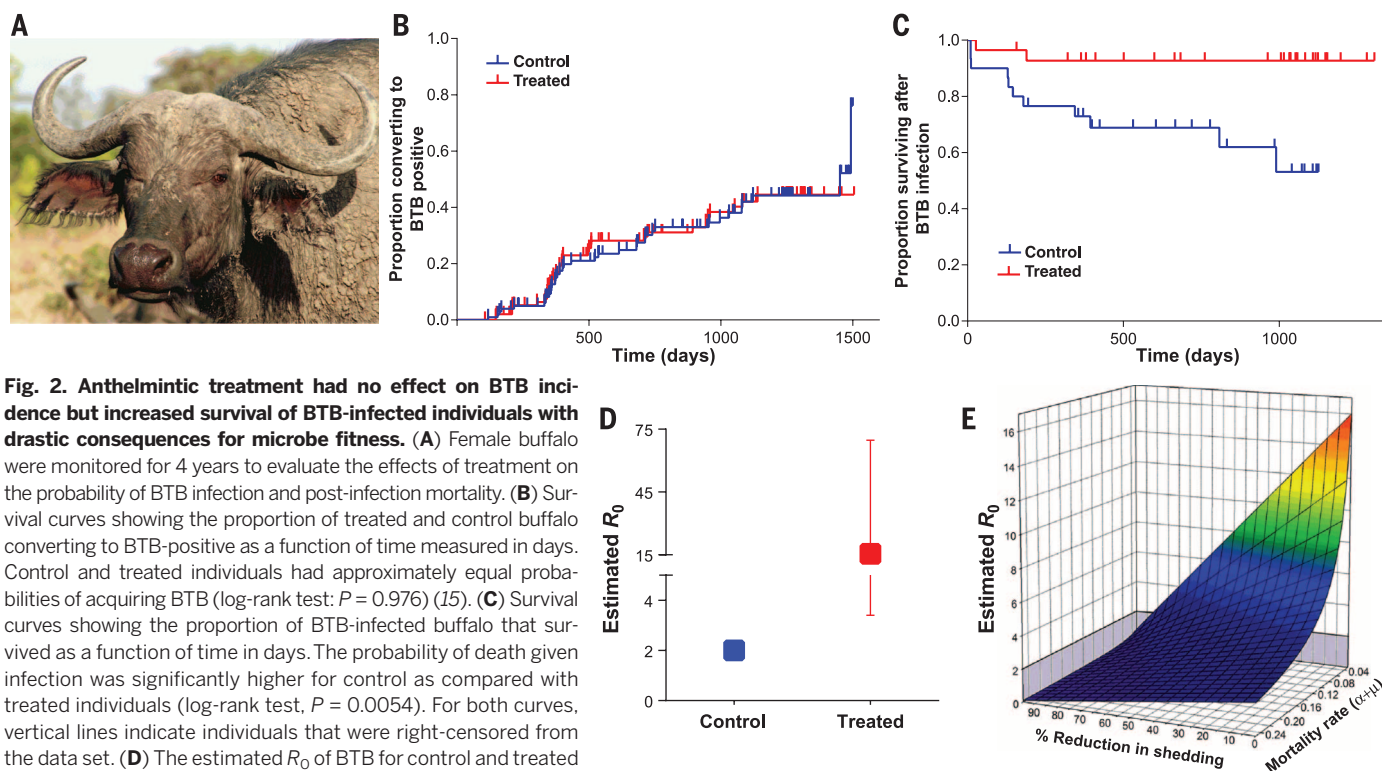 A
B
Proportion converting to
BTB positive
1.0
0.8
0.6
0.4
0.2
0.0
Control
Treated
500
1000
1500
Time (days)
C
Proportion surviving after
BTB infection
1.0
0.8
0.6
0.4
0.2
0.0
Control
Treated
0
500
1000
Time (days)
Fig. 2. Anthelmintic treatment had no effect on BTB inci-
dence but increased survival of BTB-infected individuals with
drastic consequences for microbe fitness. (A) Female buffalo
were monitored for 4 years to evaluate the effects of treatment on
the probability of BTB infection and post-infection mortality. (B) Sur-
vival curves showing the proportion of treated and control buffalo
converting to BTB-positive as a function of time measured in days.
Control and treated individuals had approximately equal proba-
bilities of acquiring BTB (log-rank test: P = 0.976) (15). (C) Survival
curves showing the proportion of BTB-infected buffalo that sur-
vived as a function of time in days. The probability of death given
infection was significantly higher for control as compared with
treated individuals (log-rank test, P = 0.0054). For both curves,
vertical lines indicate individuals that were right-censored from
the data set. (D) The estimated R0 of BTB for control and treated
D
Estimated R0
75
45
15
4
2
0
Control
Treated
E
Estimated R0
16
14
12
10
8
6
4
2
0
90 80 70 60 50 40 30 20 10 0
% Reduction in shedding
0.04
0.08
0.12
0.16
0.20
0.24
Mortality rate (α+μ)